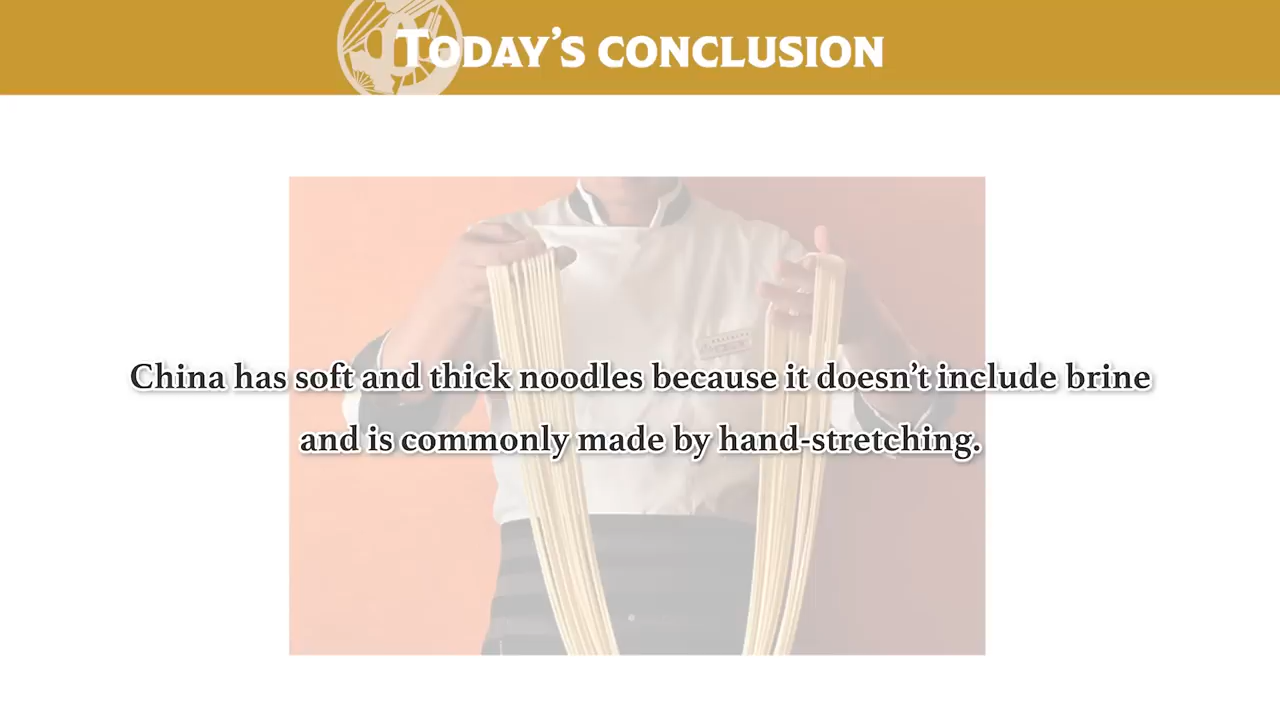 TODAY’S CONCLUSION
China has soft and thick noodles because it doesn’t include brine
and is commonly made by hand-stretching.